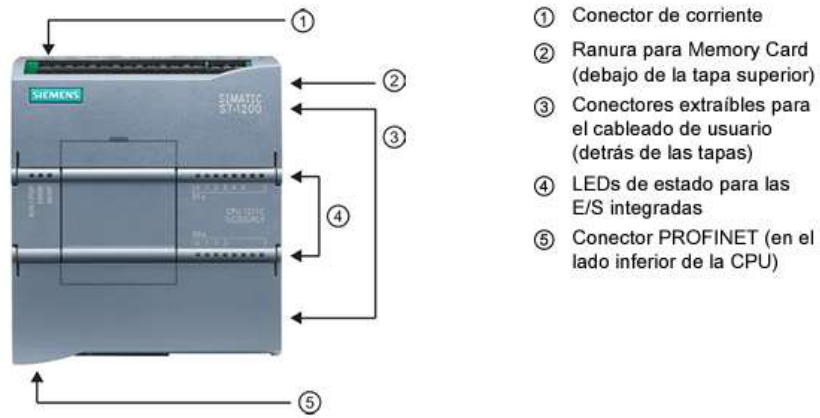 ①
②
③
④
⑤
SIEMENS
SIMATIC
S7-1200
CPU 1211C
① Conector de corriente
② Ranura para Memory Card
(debajo de la tapa superior)
③ Conectores extraíbles para
el cableado de usuario
(detrás de las tapas)
④ LEDs de estado para las
E/S integradas
⑤ Conector PROFINET (en el
lado inferior de la CPU)